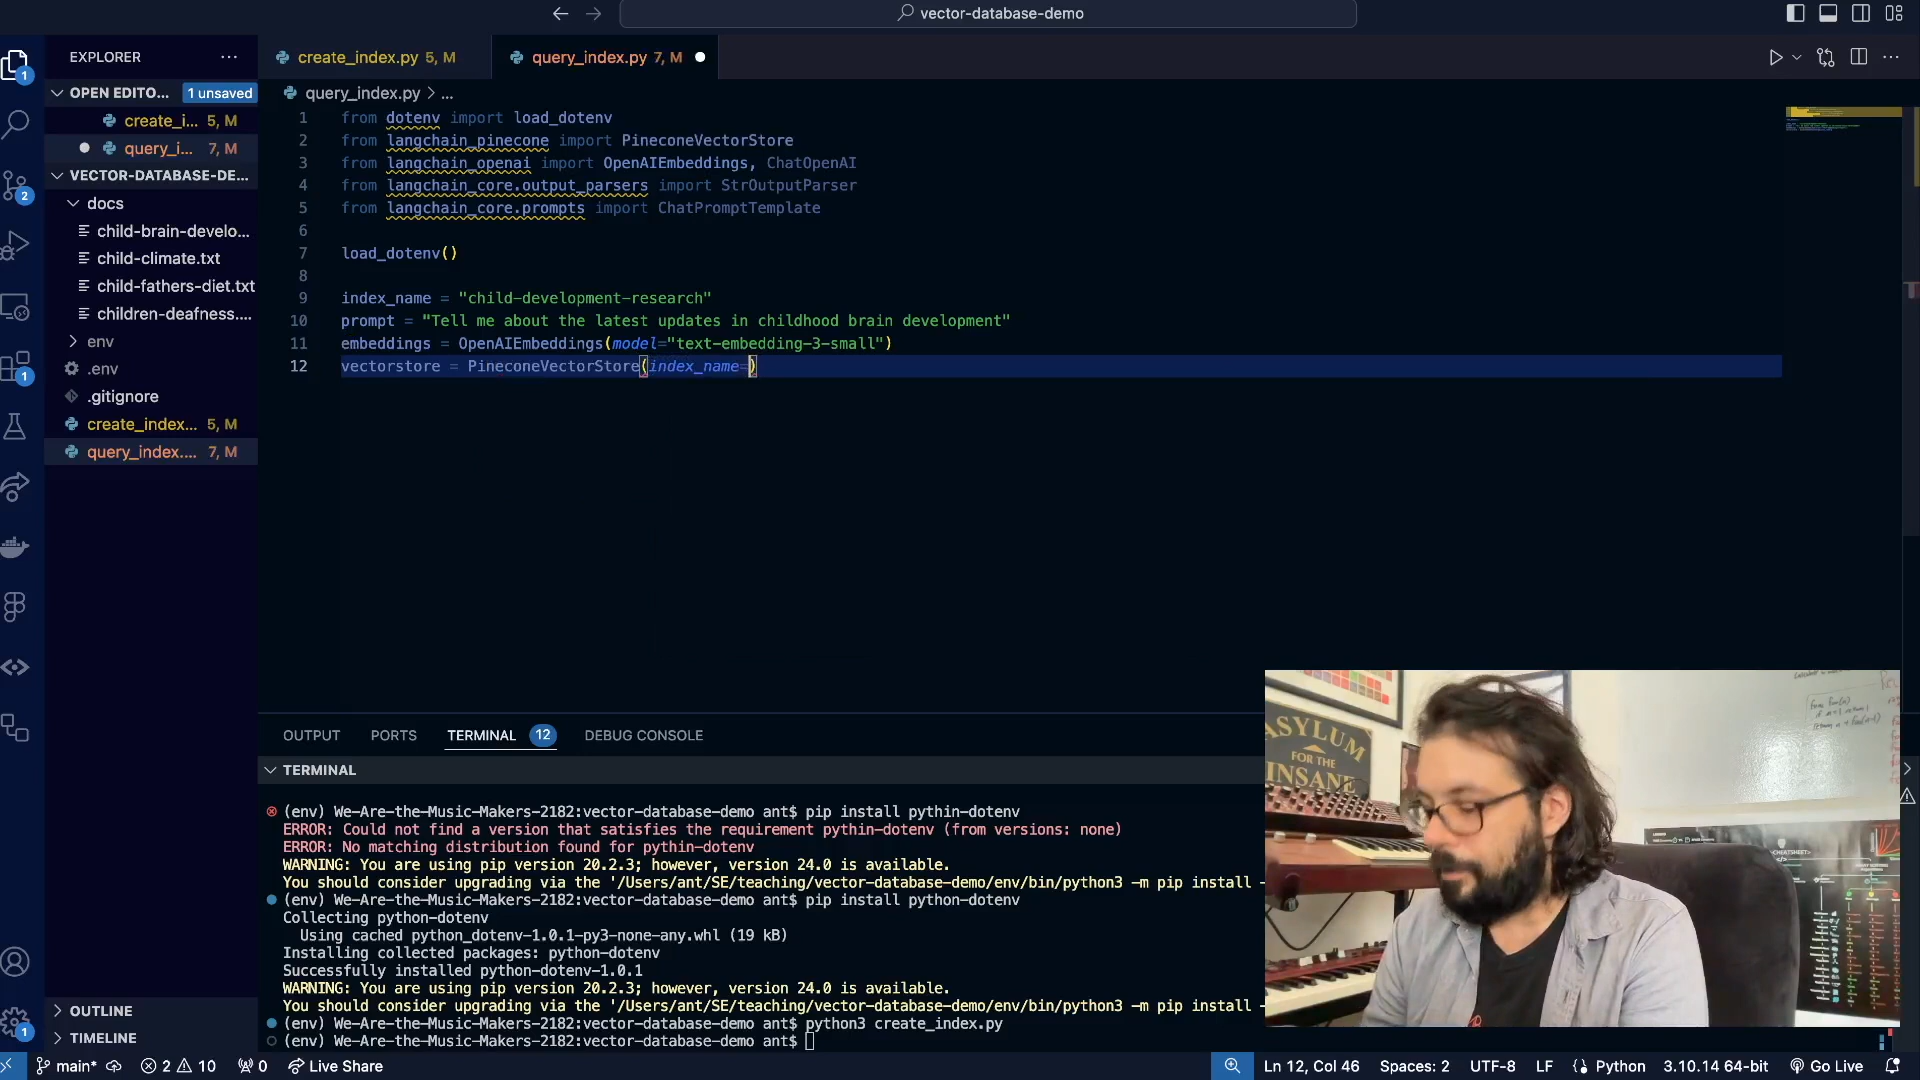 vector-database-demo
EXPLORER
create_index.py 5, M
query_index.py 7, M
OPEN EDITO... 1 unsaved
create_i... 5, M
query_i... 7, M
VECTOR-DATABASE-DE...
docs
child-brain-develo...
child-climate.txt
child-fathers-diet.txt
children-deafness....
env
.env
.gitignore
create_index... 5, M
query_index.... 7, M
OUTLINE
TIMELINE
query_index.py > ...
1 from dotenv import load_dotenv
2 from langchain_pinecone import PineconeVectorStore
3 from langchain_openai import OpenAIEmbeddings, ChatOpenAI
4 from langchain_core.output_parsers import StrOutputParser
5 from langchain_core.prompts import ChatPromptTemplate
6
7 load_dotenv()
8
9 index_name = "child-development-research"
10 prompt = "Tell me about the latest updates in childhood brain development"
11 embeddings = OpenAIEmbeddings(model="text-embedding-3-small")
12 vectorstore = PineconeVectorStore(index_name=)
OUTPUT PORTS TERMINAL 12 DEBUG CONSOLE
TERMINAL
(env) We-Are-the-Music-Makers-2182:vector-database-demo ant$ pip install pythin-dotenv
ERROR: Could not find a version that satisfies the requirement pythin-dotenv (from versions: none)
ERROR: No matching distribution found for pythin-dotenv
WARNING: You are using pip version 20.2.3; however, version 24.0 is available.
You should consider upgrading via the '/Users/ant/SE/teaching/vector-database-demo/env/bin/python3 -m pip install -
(env) We-Are-the-Music-Makers-2182:vector-database-demo ant$ pip install python-dotenv
Collecting python-dotenv
Using cached python_dotenv-1.0.1-py3-none-any.whl (19 kB)
Installing collected packages: python-dotenv
Successfully installed python-dotenv-1.0.1
WARNING: You are using pip version 20.2.3; however, version 24.0 is available.
You should consider upgrading via the '/Users/ant/SE/teaching/vector-database-demo/env/bin/python3 -m pip install -
(env) We-Are-the-Music-Makers-2182:vector-database-demo ant$ python3 create_index.py
(env) We-Are-the-Music-Makers-2182:vector-database-demo ant$
ASYLUM
FOR THE
INSANE
main* 2 10 0 Live Share
Ln 12, Col 46 Spaces: 2 UTF-8 LF Python 3.10.14 64-bit Go Live
1
2
1
1